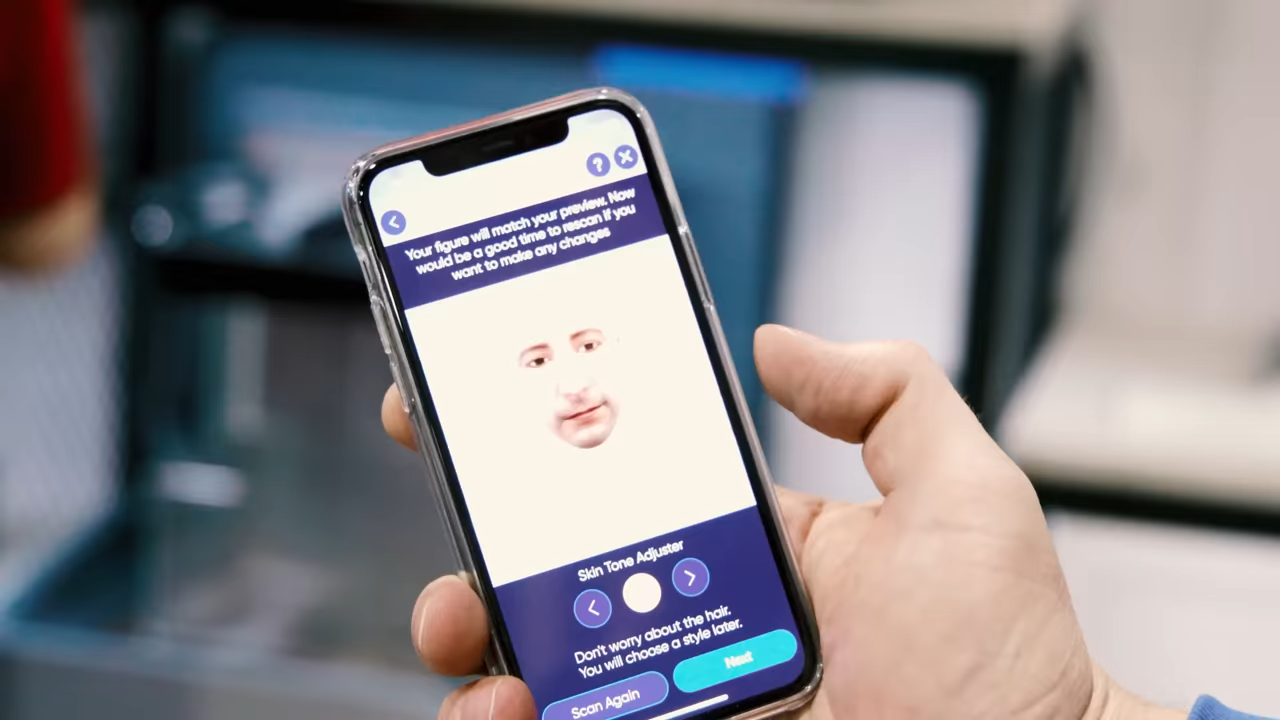 ?
Your figure will match your preview. Now
would be a good time to rescan if you
want to make any changes
Skin Tone Adjuster
Don't worry about the hair.
You will choose a style later.
Scan Again
Next